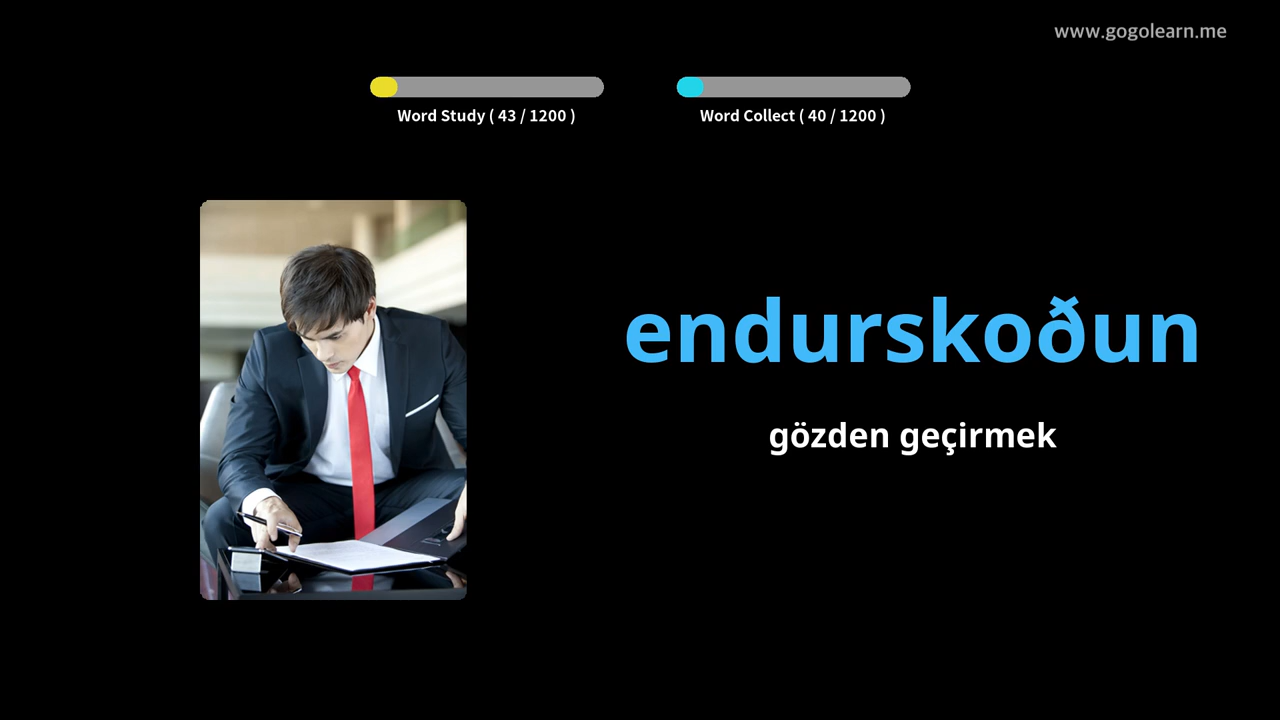 www.gogolearn.me
Word Study ( 43 / 1200 )
Word Collect ( 40 / 1200 )
endurskoðun
gözden geçirmek